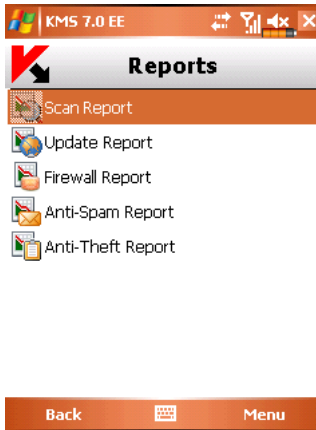 KMS 7.0 EE
Reports
Scan Report
Update Report
Firewall Report
Anti-Spam Report
Anti-Theft Report
Back Menu